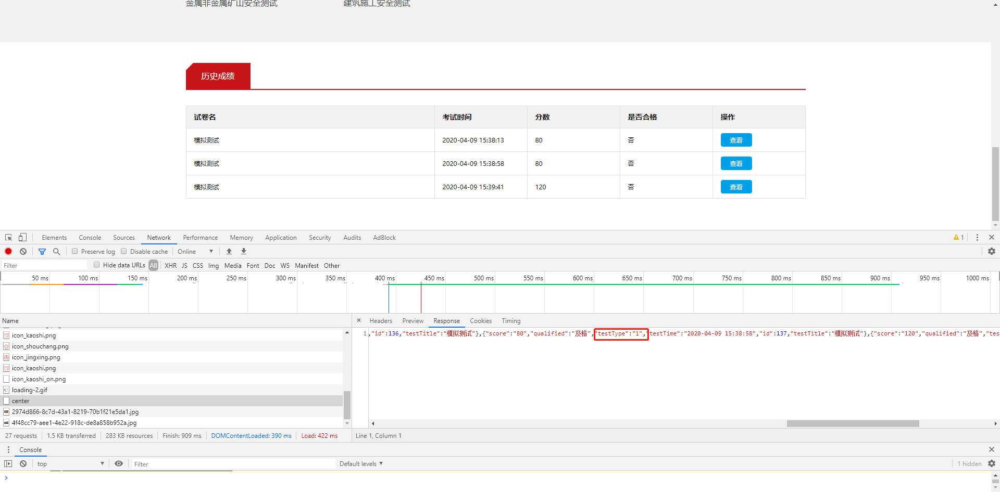 金属非金属矿山安全测试 建筑施工安全测试
历史成绩
试卷名 考试时间 分数 是否合格 操作
模拟测试 2020-04-09 15:38:13 80 否 查看
模拟测试 2020-04-09 15:38:58 80 否 查看
模拟测试 2020-04-09 15:39:41 120 否 查看
Elements Console Sources Network Performance Memory Application Security Audits AdBlock 1
Preserve log Disable cache Online
Filter Hide data URLs All XHR JS CSS Img Media Font Doc WS Manifest Other
50 ms 100 ms 150 ms 200 ms 250 ms 300 ms 350 ms 400 ms 450 ms 500 ms 550 ms 600 ms 650 ms 700 ms 750 ms 800 ms 850 ms 900 ms 950 ms 1000 ms
Name
icon_kaoshi.png
icon_shouchang.png
icon_jingxing.png
icon_kaoshi.png
icon_kaoshi_on.png
loading-2.gif
center
2974d866-8c7d-43a1-8219-70b1f21e5da1.jpg
4f48cc79-aee1-4e22-918c-de8a858b952a.jpg
27 requests 1.5 KB transferred 283 KB resources Finish: 909 ms DOMContentLoaded: 390 ms Load: 422 ms
Headers Preview Response Cookies Timing
1 ,"id":136,"testTitle":"模拟测试"},{"score":"80","qualified":"及格","testType":"1","testTime":"2020-04-09 15:38:58","id":137,"testTitle":"模拟测试"},{"score":"120","qualified":"及格","tes
Line 1, Column 1
Console
top Filter Default levels 1 hidden